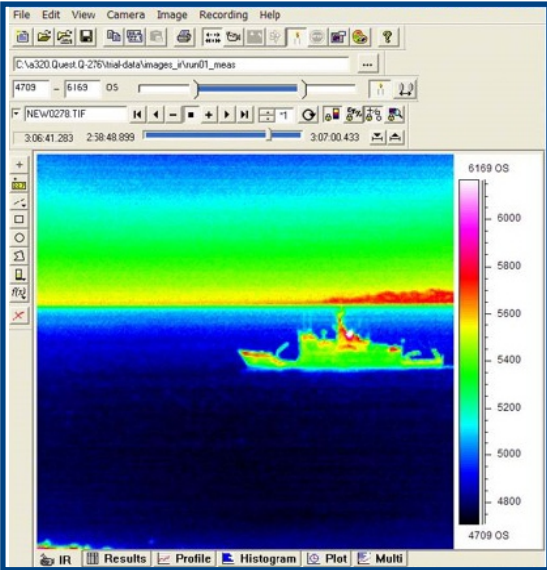 File Edit View Camera Image Recording Help
C:\a320.Quest.Q-276\trial-data\images_ir\run01_meas ...
4709 – 6169 OS
NEW0278.TIF *1
3:06:41.283 2:58:48.899 3:07:00.433
6169 OS
6000
5800
5600
5400
5200
5000
4800
4709 OS
f(x)
IR Results Profile Histogram Plot Multi